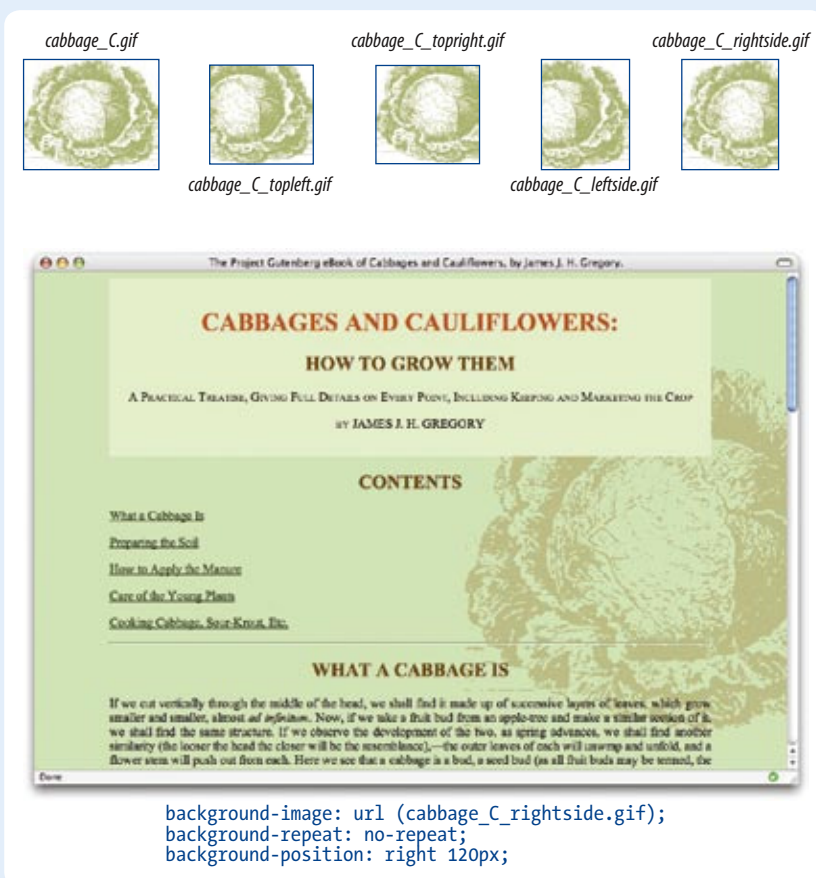 cabbage_C.gif
cabbage_C_topright.gif
cabbage_C_rightside.gif
cabbage_C_topleft.gif
cabbage_C_leftside.gif
The Project Gutenberg eBook of Cabbages and Cauliflowers, by James J. H. Gregory.
CABBAGES AND CAULIFLOWERS:
HOW TO GROW THEM
A Practical Treatise, Giving Full Details on Every Point, Including Keeping and Marketing the Crop
by JAMES J. H. GREGORY
CONTENTS
What a Cabbage Is
Preparing the Soil
How to Apply the Manure
Care of the Young Plants
Cooking Cabbage, Sour-Krout, Etc.
WHAT A CABBAGE IS
If we cut vertically through the middle of the head, we shall find it made up of successive layers of leaves, which grow
smaller and smaller, almost ad infinitum. Now, if we take a fruit bud from an apple-tree and make a similar section of it,
we shall find the same structure. If we observe the development of the two, as spring advances, we shall find another
similarity (the looser the head the closer will be the resemblance),—the outer leaves of each will unwrap and unfold, and a
flower stem will push out from each. Here we see that a cabbage is a bud, a seed bud (as all fruit buds may be termed, the
Done
background-image: url (cabbage_C_rightside.gif);
background-repeat: no-repeat;
background-position: right 120px;